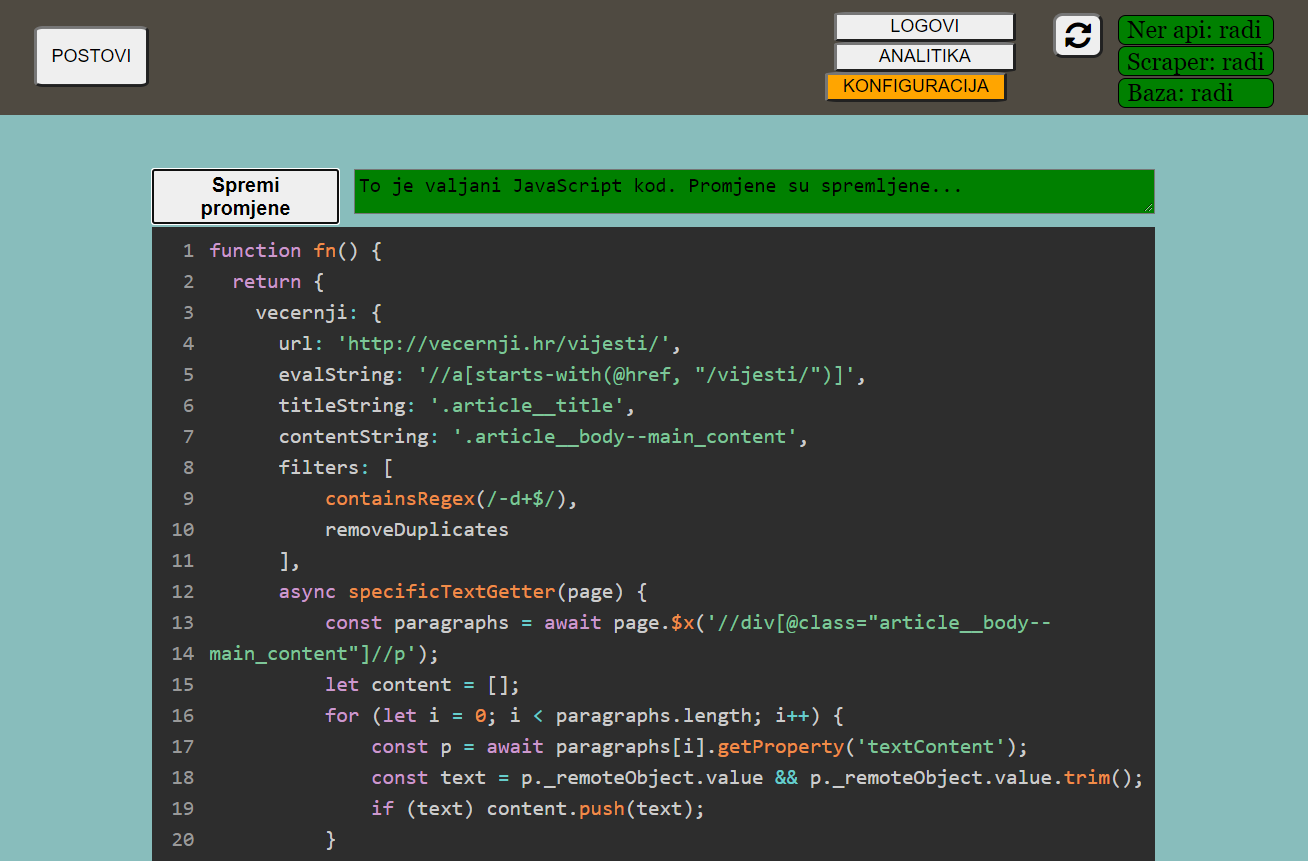 POSTOVI
LOGOVI
ANALITIKA
KONFIGURACIJA
Ner api: radi
Scraper: radi
Baza: radi
Spremi
promjene
To je valjani JavaScript kod. Promjene su spremljene...
1 function fn() {
2   return {
3     vecernji: {
4       url: 'http://vecernji.hr/vijesti/',
5       evalString: '//a[starts-with(@href, "/vijesti/")]',
6       titleString: '.article__title',
7       contentString: '.article__body--main_content',
8       filters: [
9           containsRegex(/-d+$/),
10           removeDuplicates
11       ],
12       async specificTextGetter(page) {
13           const paragraphs = await page.$x('//div[@class="article__body--
14 main_content"]//p');
15           let content = [];
16           for (let i = 0; i < paragraphs.length; i++) {
17               const p = await paragraphs[i].getProperty('textContent');
18               const text = p._remoteObject.value && p._remoteObject.value.trim();
19               if (text) content.push(text);
20           }